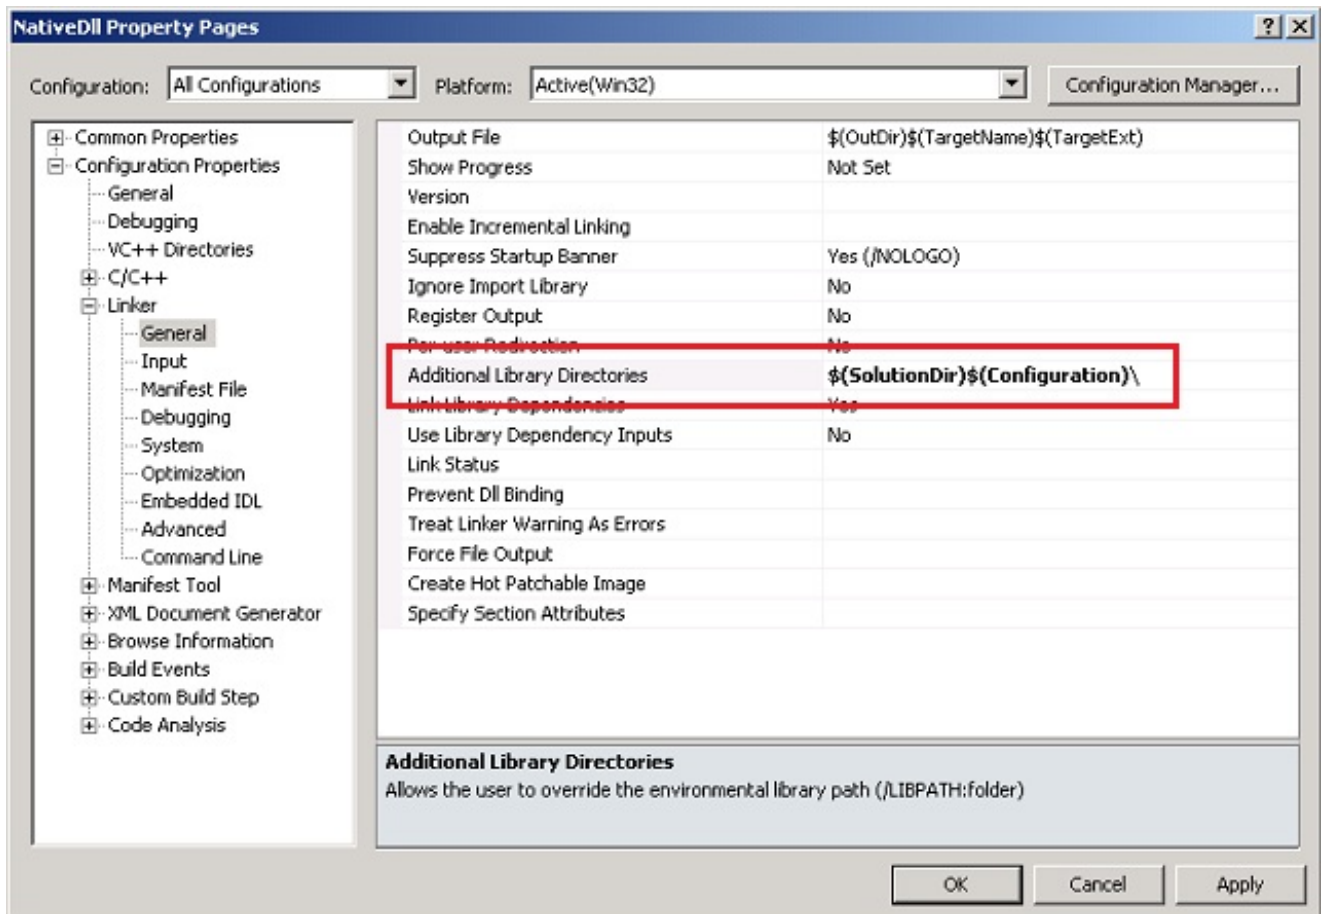 NativeDll Property Pages
Configuration: All Configurations Platform: Active(Win32) Configuration Manager...
Common Properties
Configuration Properties
General
Debugging
VC++ Directories
C/C++
Linker
General
Input
Manifest File
Debugging
System
Optimization
Embedded IDL
Advanced
Command Line
Manifest Tool
XML Document Generator
Browse Information
Build Events
Custom Build Step
Code Analysis
Output File $(OutDir)$(TargetName)$(TargetExt)
Show Progress Not Set
Version
Enable Incremental Linking
Suppress Startup Banner Yes (/NOLOGO)
Ignore Import Library No
Register Output No
Per-user Redirection No
Additional Library Directories $(SolutionDir)$(Configuration)\
Link Library Dependencies Yes
Use Library Dependency Inputs No
Link Status
Prevent Dll Binding
Treat Linker Warning As Errors
Force File Output
Create Hot Patchable Image
Specify Section Attributes
Additional Library Directories
Allows the user to override the environmental library path (/LIBPATH:folder)
OK Cancel Apply